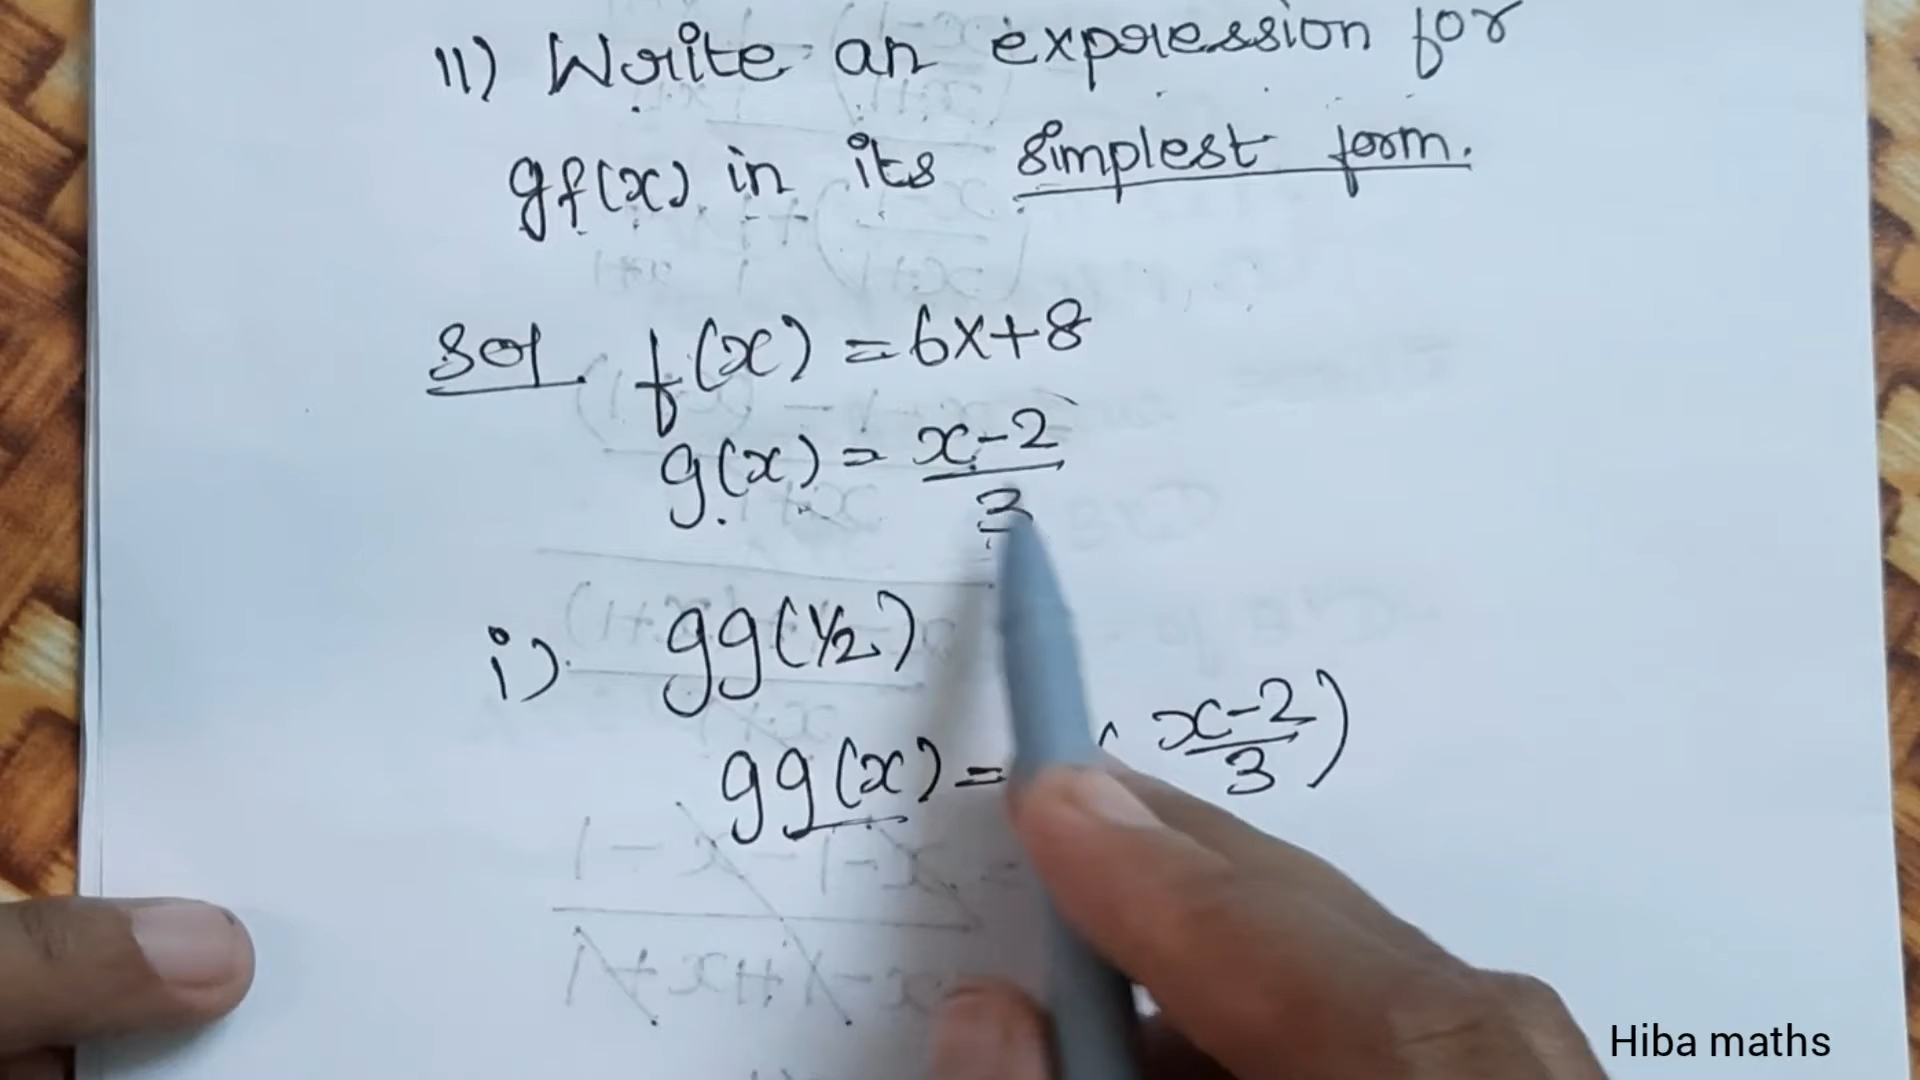 11) Write an expression for
gf(x) in its simplest form.
Sol. f(x) = 6x+8
g(x) = x-2/3
i) gg(1/2)
gg(x) = ( x-2/3 )
Hiba maths